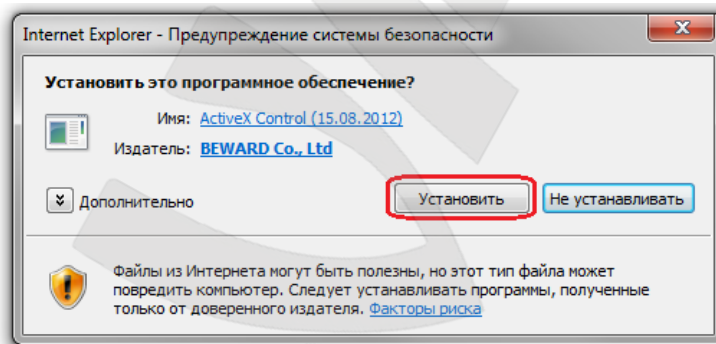 Internet Explorer - Предупреждение системы безопасности
Установить это программное обеспечение?
Имя: ActiveX Control (15.08.2012)
Издатель: BEWARD Co., Ltd
Дополнительно Установить Не устанавливать
Файлы из Интернета могут быть полезны, но этот тип файла может
повредить компьютер. Следует устанавливать программы, полученные
только от доверенного издателя. Факторы риска